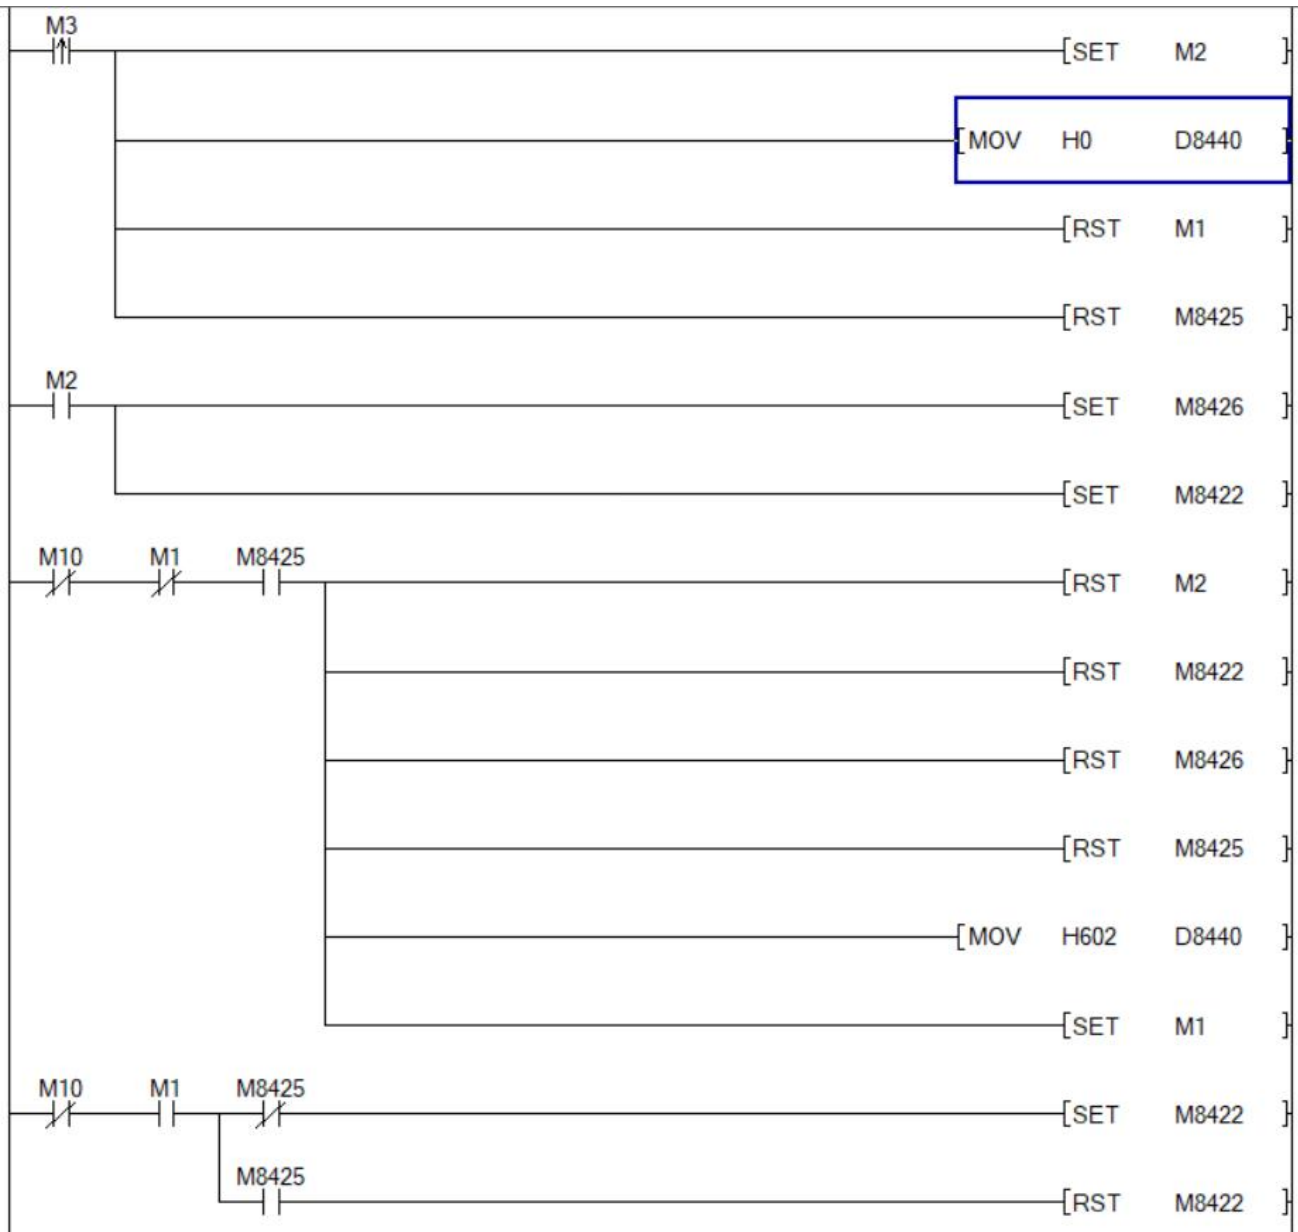 M3
SET M2
MOV H0 D8440
RST M1
RST M8425
M2
SET M8426
SET M8422
M10 M1 M8425
RST M2
RST M8422
RST M8426
RST M8425
MOV H602 D8440
SET M1
M10 M1 M8425
SET M8422
M8425
RST M8422